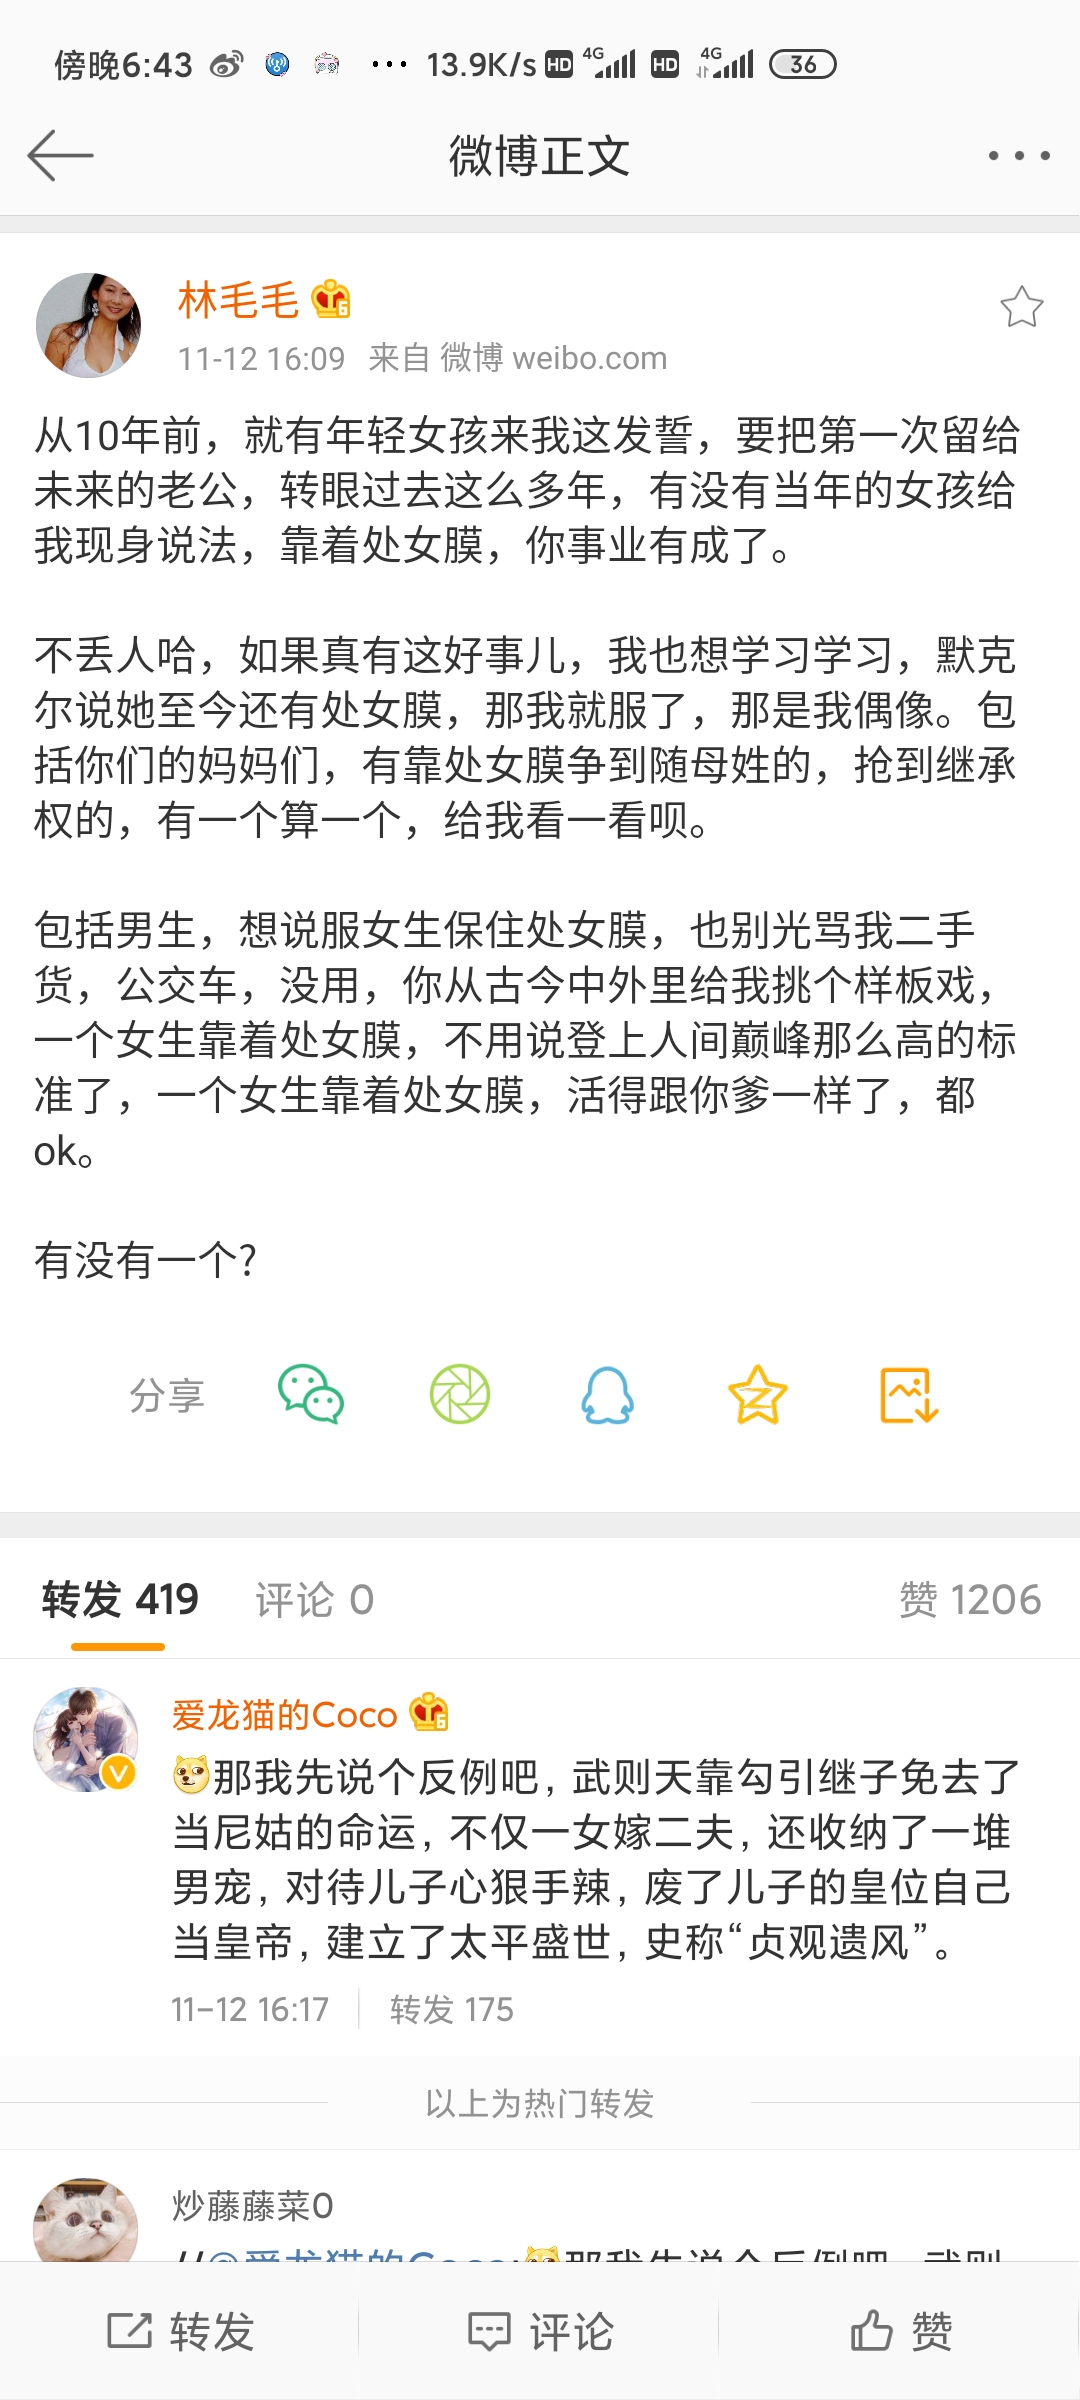 傍晚6:43 ··· 13.9K/s HD 4G HD 4G 36
微博正文
林毛毛 6
11-12 16:09 来自 微博 weibo.com
从10年前，就有年轻女孩来我这发誓，要把第一次留给
未来的老公，转眼过去这么多年，有没有当年的女孩给
我现身说法，靠着处女膜，你事业有成了。
不丢人哈，如果真有这好事儿，我也想学习学习，默克
尔说她至今还有处女膜，那我就服了，那是我偶像。包
括你们的妈妈们，有靠处女膜争到随母姓的，抢到继承
权的，有一个算一个，给我看一看呗。
包括男生，想说服女生保住处女膜，也别光骂我二手
货，公交车，没用，你从古今中外里给我挑个样板戏，
一个女生靠着处女膜，不用说登上人间巅峰那么高的标
准了，一个女生靠着处女膜，活得跟你爹一样了，都
ok。
有没有一个?
分享
转发 419 评论 0 赞 1206
爱龙猫的Coco 6
那我先说个反例吧，武则天靠勾引继子免去了
当尼姑的命运，不仅一女嫁二夫，还收纳了一堆
男宠，对待儿子心狠手辣，废了儿子的皇位自己
当皇帝，建立了太平盛世，史称“贞观遗风”。
11-12 16:17 转发 175
以上为热门转发
炒藤藤菜0
//@爱龙猫的Coco:那我先说个反例吧，武则
转发 评论 赞